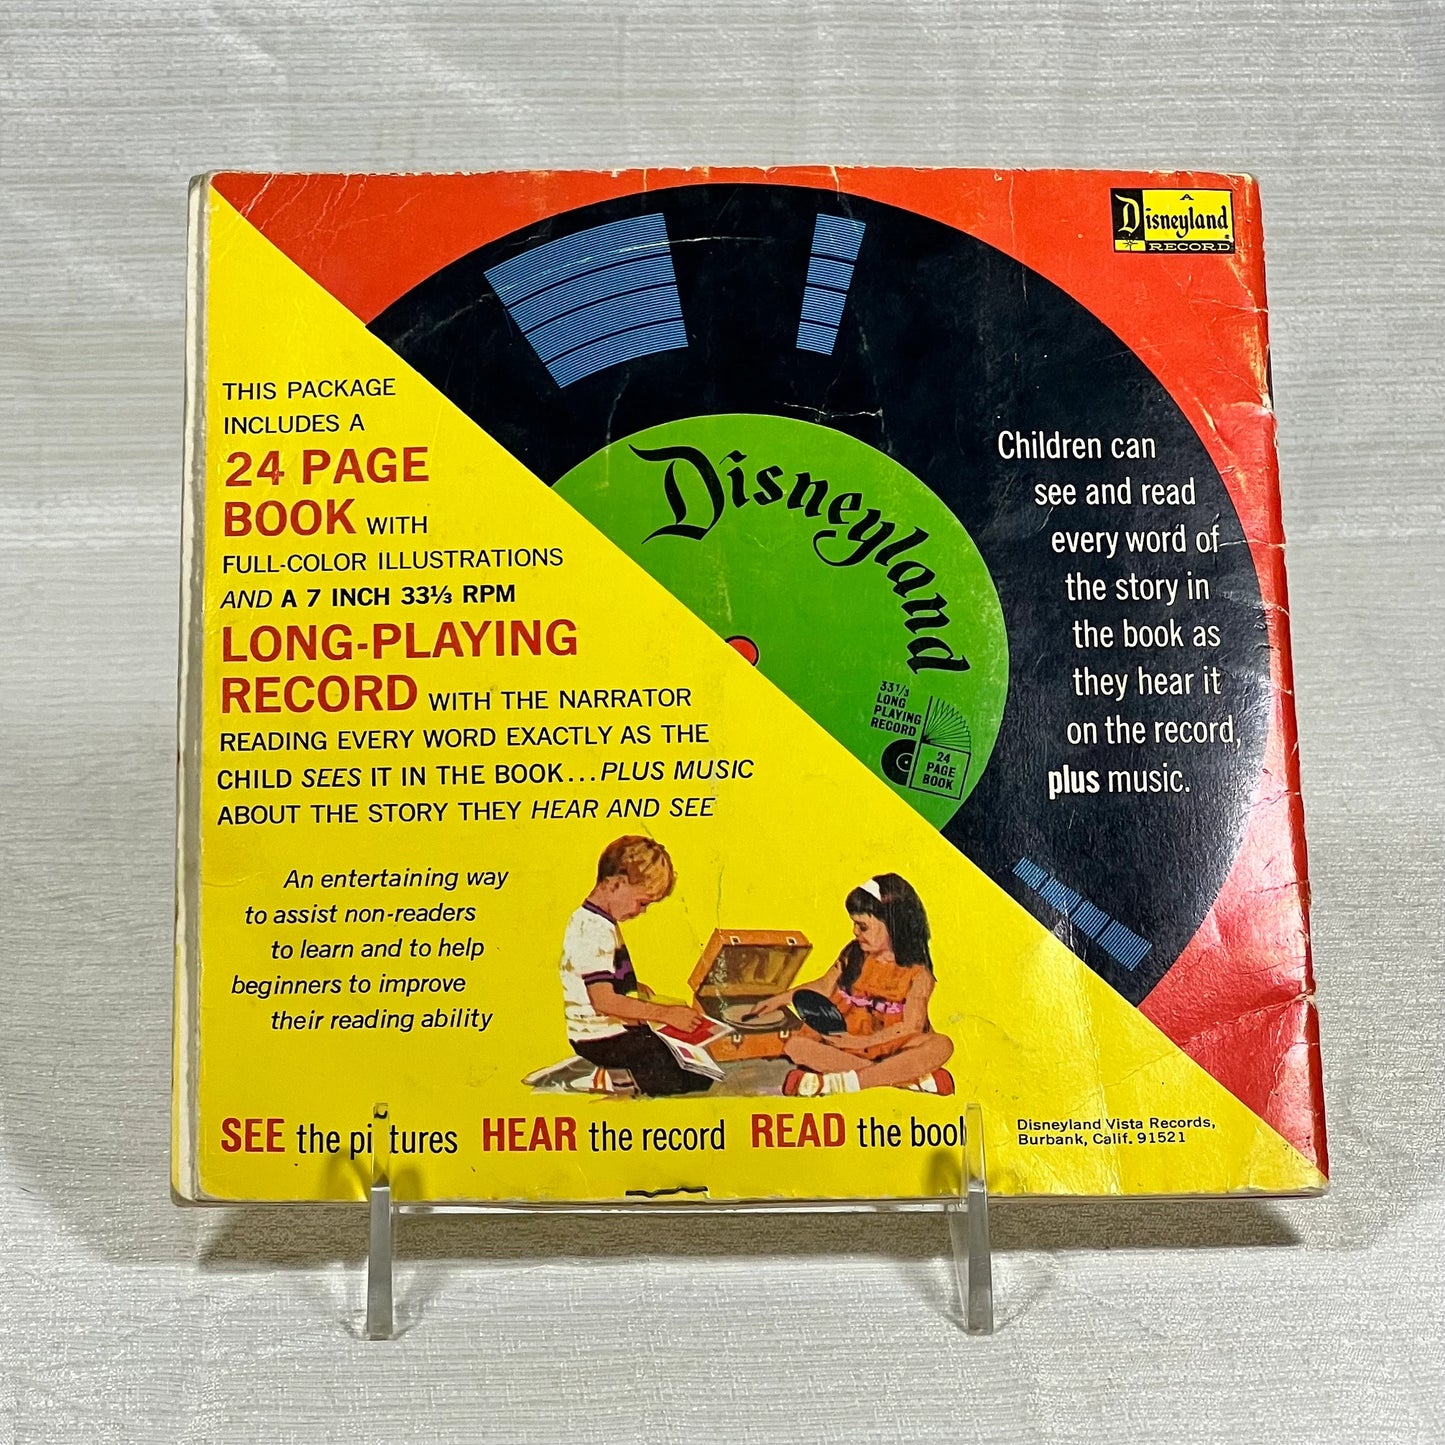 A
Disneyland
RECORD
THIS PACKAGE
INCLUDES A
24 PAGE
BOOK WITH
FULL-COLOR ILLUSTRATIONS
AND A 7 INCH 33⅓ RPM
LONG-PLAYING
RECORD WITH THE NARRATOR
READING EVERY WORD EXACTLY AS THE
CHILD SEES IT IN THE BOOK...PLUS MUSIC
ABOUT THE STORY THEY HEAR AND SEE
Disneyland
33 1/3
LONG
PLAYING
RECORD
24
PAGE
BOOK
Children can
see and read
every word of
the story in
the book as
they hear it
on the record,
plus music.
An entertaining way
to assist non-readers
to learn and to help
beginners to improve
their reading ability
SEE the pictures HEAR the record READ the book
Disneyland Vista Records,
Burbank, Calif. 91521